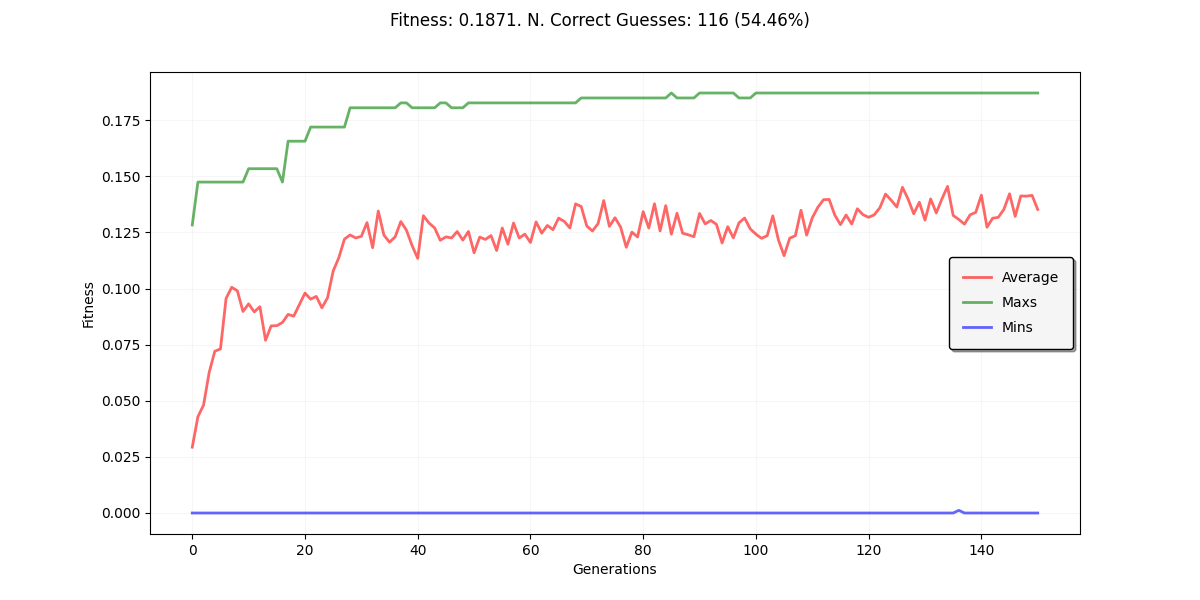 Fitness: 0.1871. N. Correct Guesses: 116 (54.46%)
0.175
0.150
0.125
0.100
0.075
0.050
0.025
0.000
Fitness
Average
Maxs
Mins
0 20 40 60 80 100 120 140
Generations